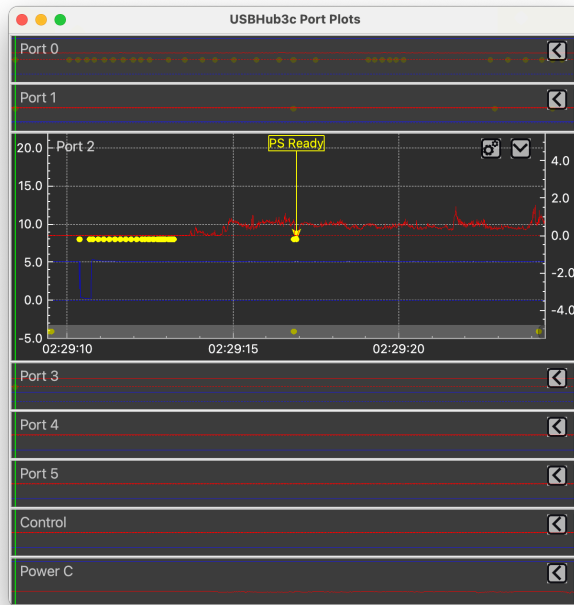 USBHub3c Port Plots
Port 0
Port 1
20.0 Port 2 PS Ready
4.0
15.0
2.0
10.0
0.0
5.0
-2.0
0.0
-4.0
-5.0
02:29:10 02:29:15 02:29:20
Port 3
Port 4
Port 5
Control
Power C